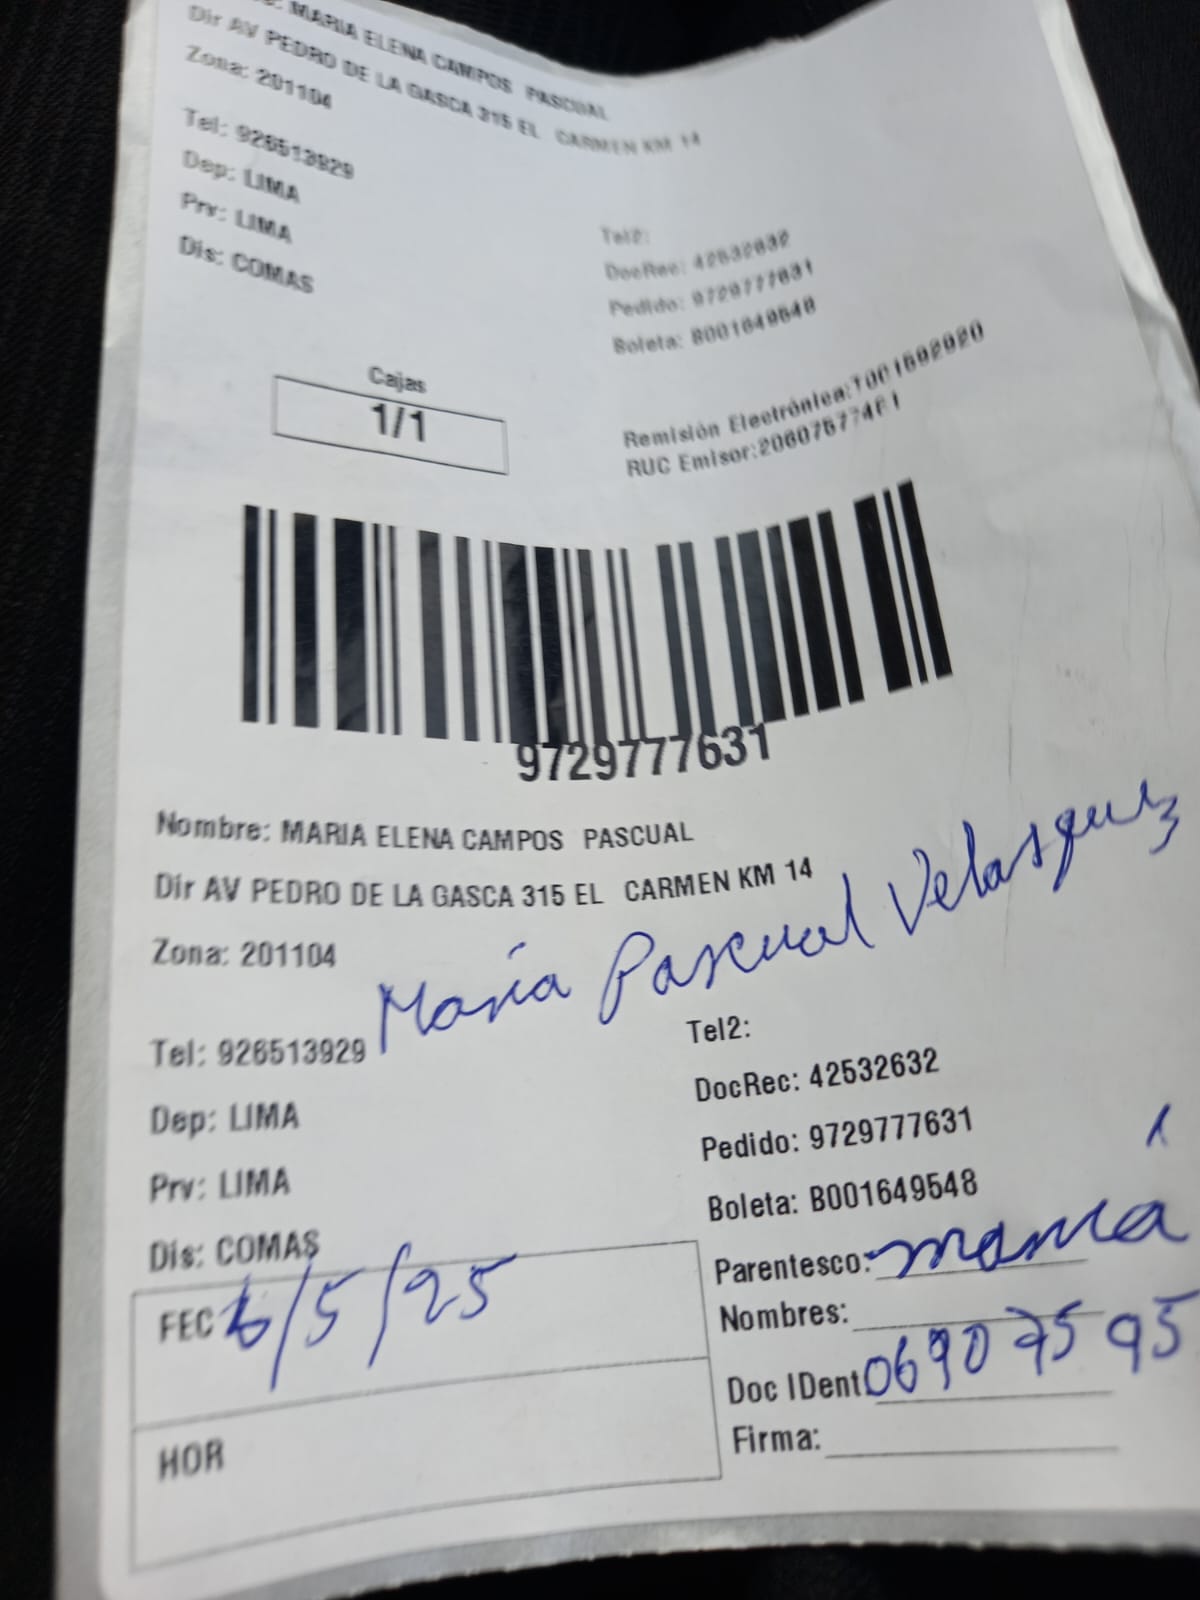 MARIA ELENA CAMPOS PASCUAL
Dir AV PEDRO DE LA GASCA 315 EL CARMEN KM 14
Zona: 201104
Tel: 926513929
Dep: LIMA
Prv: LIMA
Dis: COMAS
Tel2:
DocRec: 42532632
Pedido: 9729777631
Boleta: B001649548
Cajas
1/1
Remisión Electrónica:T001692920
RUC Emisor:
9729777631
Nombre: MARIA ELENA CAMPOS PASCUAL
Dir AV PEDRO DE LA GASCA 315 EL CARMEN KM 14
Zona: 201104
María Pascual Velasquez
Tel: 926513929
Dep: LIMA
Prv: LIMA
Dis: COMAS
Tel2:
DocRec: 42532632
Pedido: 9729777631
Boleta: B001649548
Parentesco: mamá
Nombres:
Doc IDent 06907595
Firma:
FEC 6/5/25
HOR